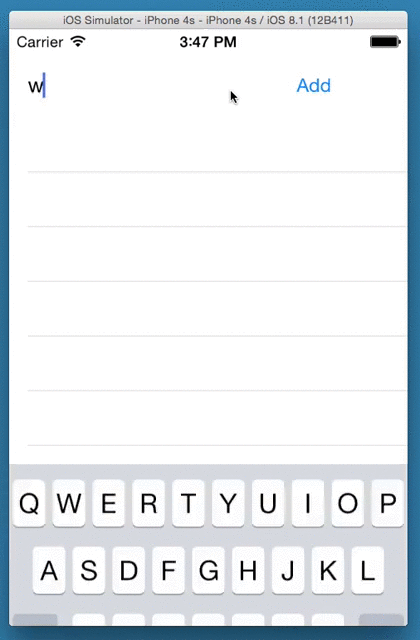 iOS Simulator - iPhone 4s - iPhone 4s / iOS 8.1 (12B411)
Carrier 3:47 PM
w Add
Q W E R T Y U I O P
A S D F G H J K L